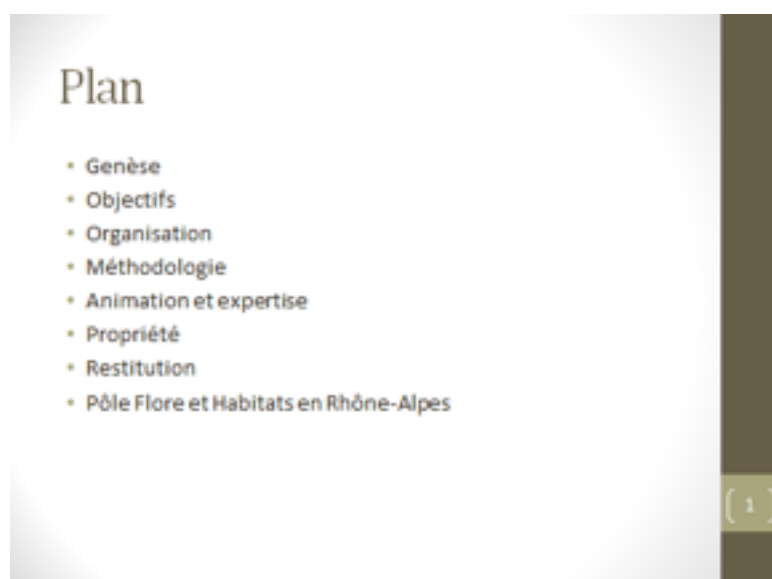 Plan
• Genèse
• Objectifs
• Organisation
• Méthodologie
• Animation et expertise
• Propriété
• Restitution
• Pôle Flore et Habitats en Rhône-Alpes
1